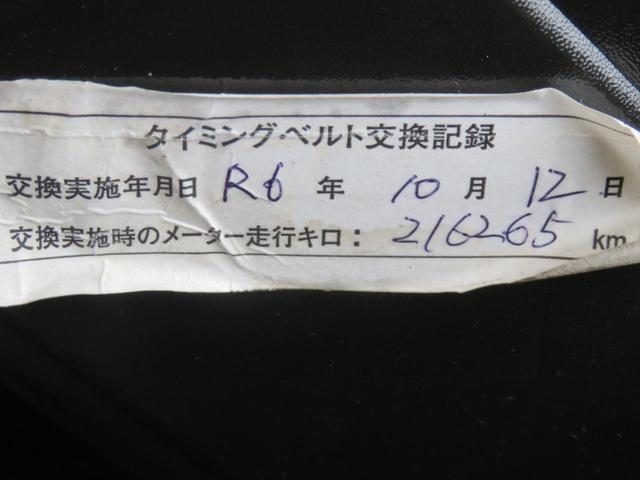 タイミング・ベルト交換記録
交換実施年月日 R6 年 10 月 12 日
交換実施時のメーター走行キロ： 216265 km